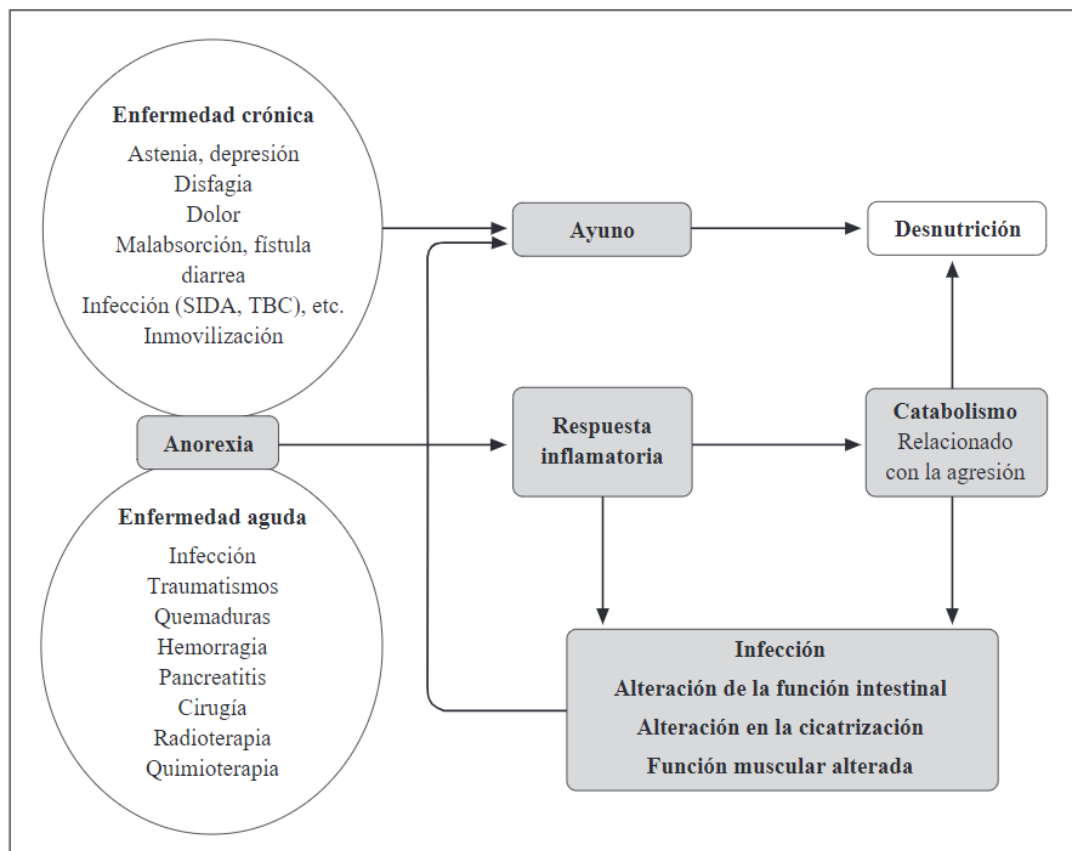 Enfermedad crónica
Astenia, depresión
Disfagia
Dolor
Malabsorción, fístula
diarrea
Infección (SIDA, TBC), etc.
Inmovilización
Anorexia
Enfermedad aguda
Infección
Traumatismos
Quemaduras
Hemorragia
Pancreatitis
Cirugía
Radioterapia
Quimioterapia
Ayuno
Desnutrición
Respuesta
inflamatoria
Catabolismo
Relacionado
con la agresión
Infección
Alteración de la función intestinal
Alteración en la cicatrización
Función muscular alterada